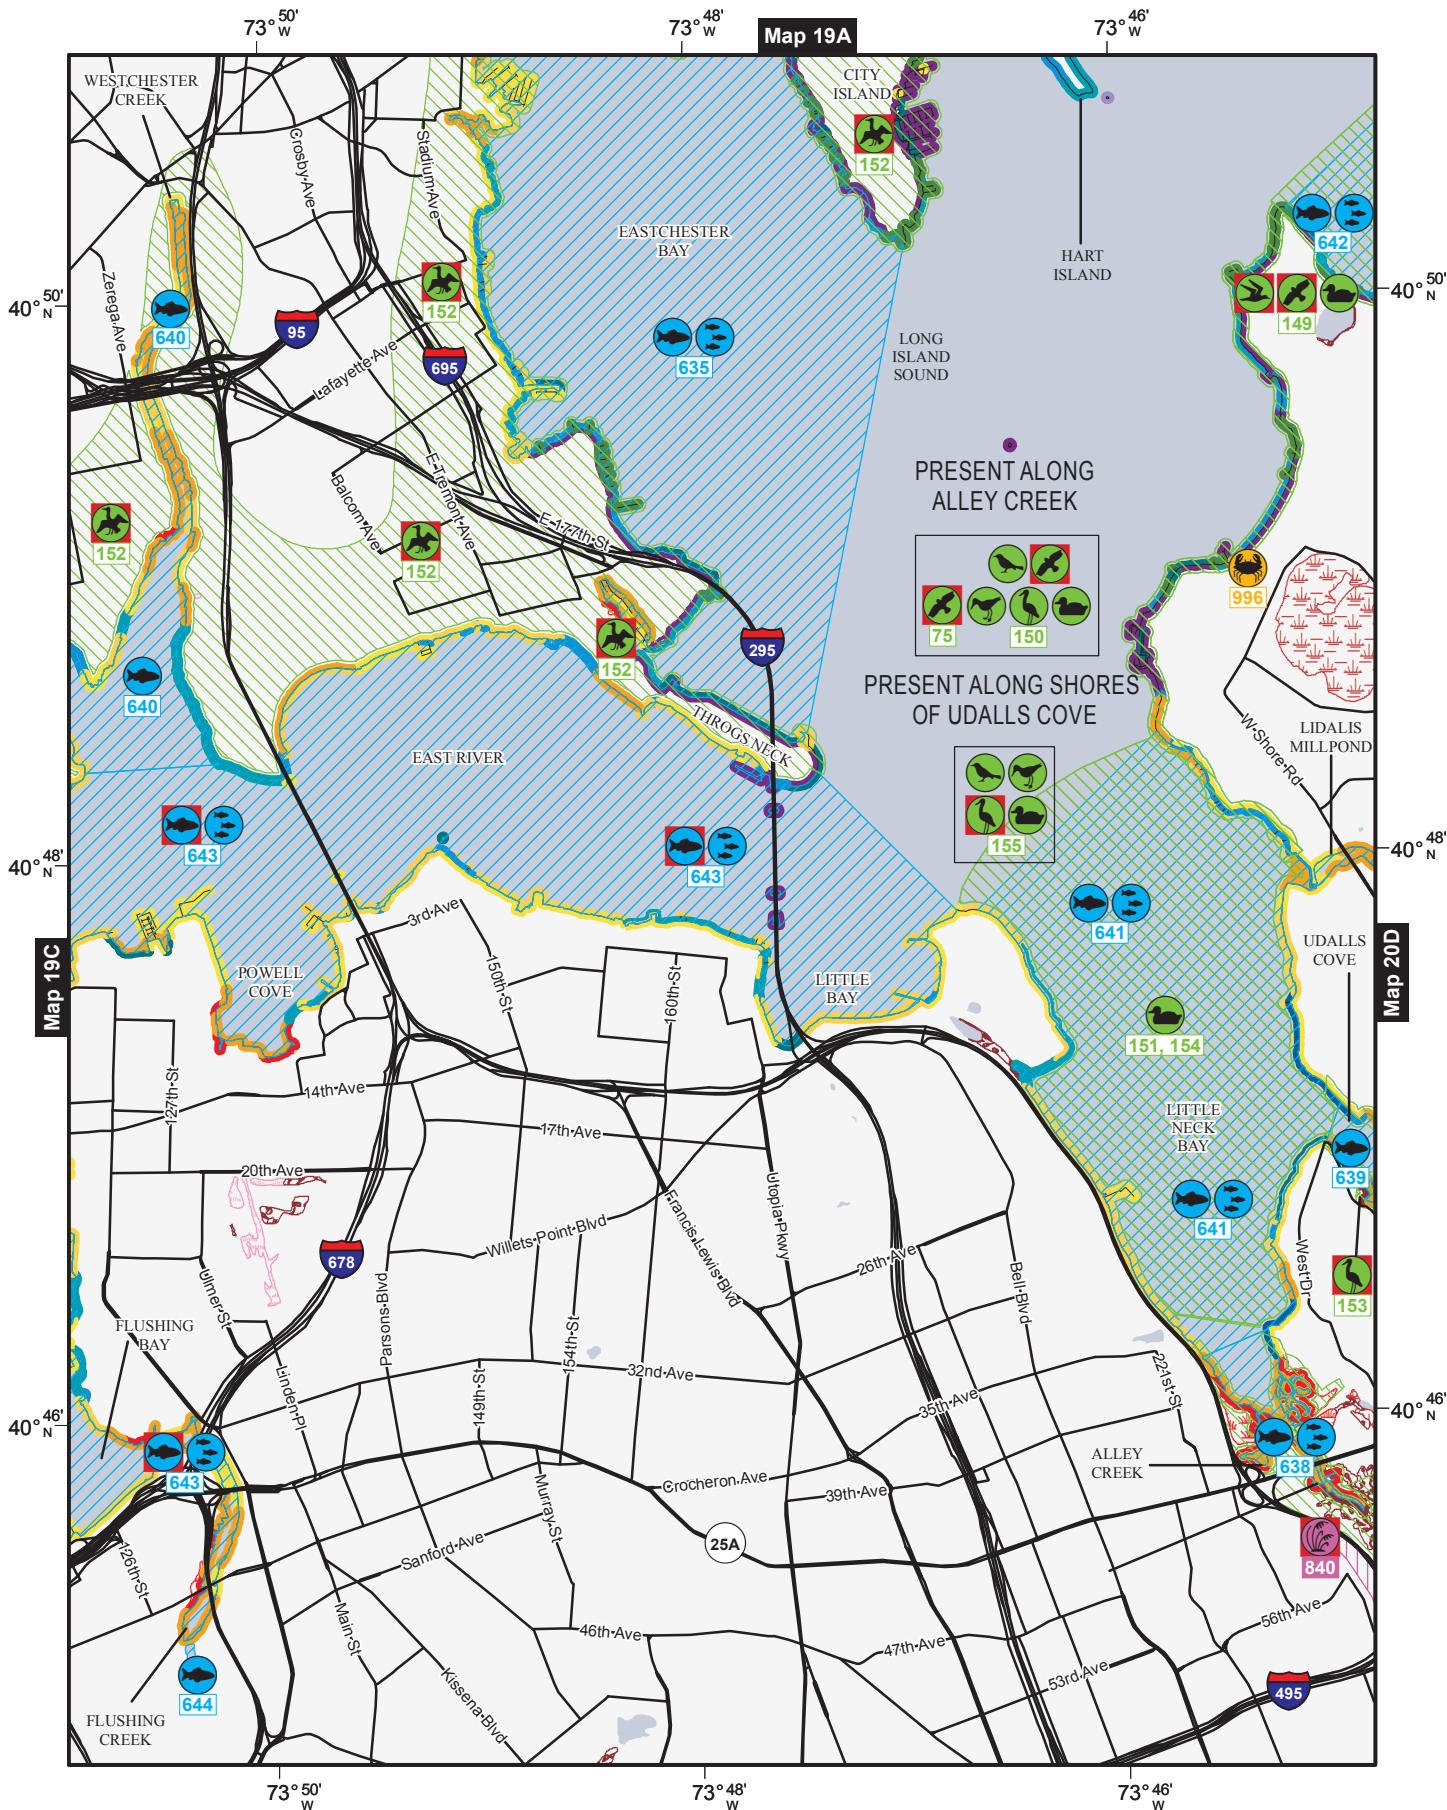 73° 50' W
73° 48' W
Map 19A
73° 46' W
WESTCHESTER
CREEK
CITY
ISLAND
152
Crosby Ave
Stadium Ave
EASTCHESTER
BAY
HART
ISLAND
642
Zerega Ave
152
149
40° 50' N
40° 50' N
640
95
635
LONG
ISLAND
SOUND
Lafayette Ave
695
PRESENT ALONG
ALLEY CREEK
E Tremont Ave
Balcom Ave
E 177th St
152
152
996
75
150
152
295
640
PRESENT ALONG SHORES
OF UDALLS COVE
THROGS NECK
W Shore Rd
LIDALIS
MILLPOND
EAST RIVER
155
643
643
40° 48' N
40° 48' N
641
3rd Ave
Map 19C
Map 20D
UDALLS
COVE
POWELL
COVE
150th St
160th St
LITTLE
BAY
151, 154
127th St
14th Ave
LITTLE
NECK
BAY
17th Ave
20th Ave
639
Utopia Pkwy
Francis Lewis Blvd
Willets Point Blvd
641
678
26th Ave
Bell Blvd
West Dr
153
Ulmer St
Parsons Blvd
FLUSHING
BAY
154th St
32nd Ave
Linden Pl
149th St
221st St
35th Ave
40° 46' N
40° 46' N
643
ALLEY
CREEK
638
Crocheron Ave
39th Ave
Murray St
25A
Sanford Ave
126th St
840
Main St
46th Ave
47th Ave
56th Ave
53rd Ave
Kissena Blvd
644
495
FLUSHING
CREEK
73° 50' W
73° 48' W
73° 46' W